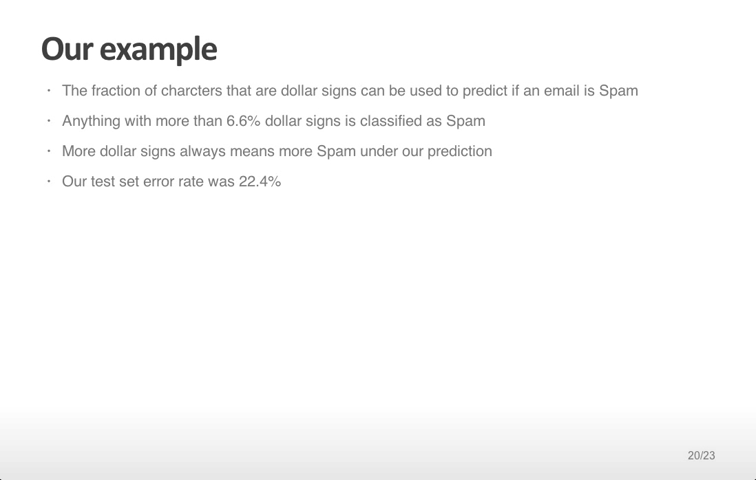 Our example
· The fraction of charcters that are dollar signs can be used to predict if an email is Spam
· Anything with more than 6.6% dollar signs is classified as Spam
· More dollar signs always means more Spam under our prediction
· Our test set error rate was 22.4%
20/23